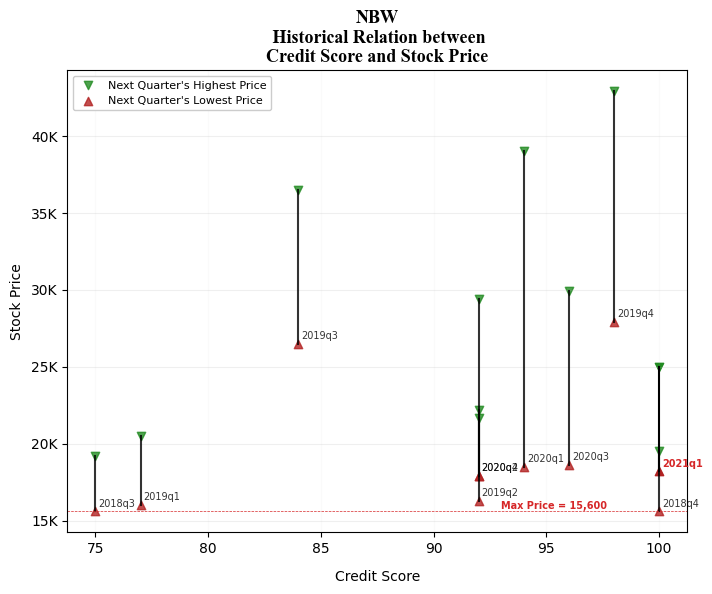 NBW
Historical Relation between
Credit Score and Stock Price
Next Quarter's Highest Price
Next Quarter's Lowest Price
40K
35K
30K
25K
20K
15K
Stock Price
2019q4
2019q3
2020q1
2020q3
2021q1
2019q2
2019q1
2018q3
2018q4
Max Price = 15,600
75
80
85
90
95
100
Credit Score